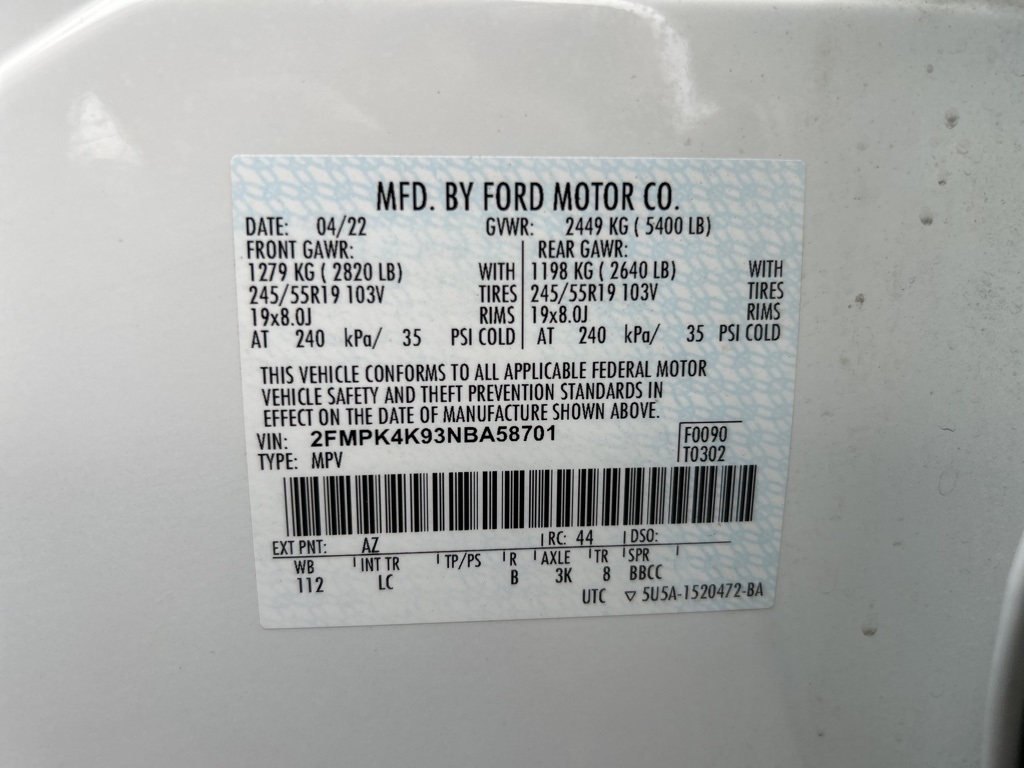 MFD. BY FORD MOTOR CO.
DATE: 04/22 GVWR: 2449 KG ( 5400 LB)
FRONT GAWR: REAR GAWR:
1279 KG ( 2820 LB) WITH 1198 KG ( 2640 LB) WITH
245/55R19 103V TIRES 245/55R19 103V TIRES
19x8.0J RIMS 19x8.0J RIMS
AT 240 kPa/ 35 PSI COLD AT 240 kPa/ 35 PSI COLD
THIS VEHICLE CONFORMS TO ALL APPLICABLE FEDERAL MOTOR
VEHICLE SAFETY AND THEFT PREVENTION STANDARDS IN
EFFECT ON THE DATE OF MANUFACTURE SHOWN ABOVE.
VIN: 2FMPK4K93NBA58701 F0090
TYPE: MPV T0302
EXT PNT: AZ RC: 44 DSO:
WB INT TR TP/PS R AXLE TR SPR
112 LC B 3K 8 BBCC
UTC ▽ 5U5A-1520472-BA